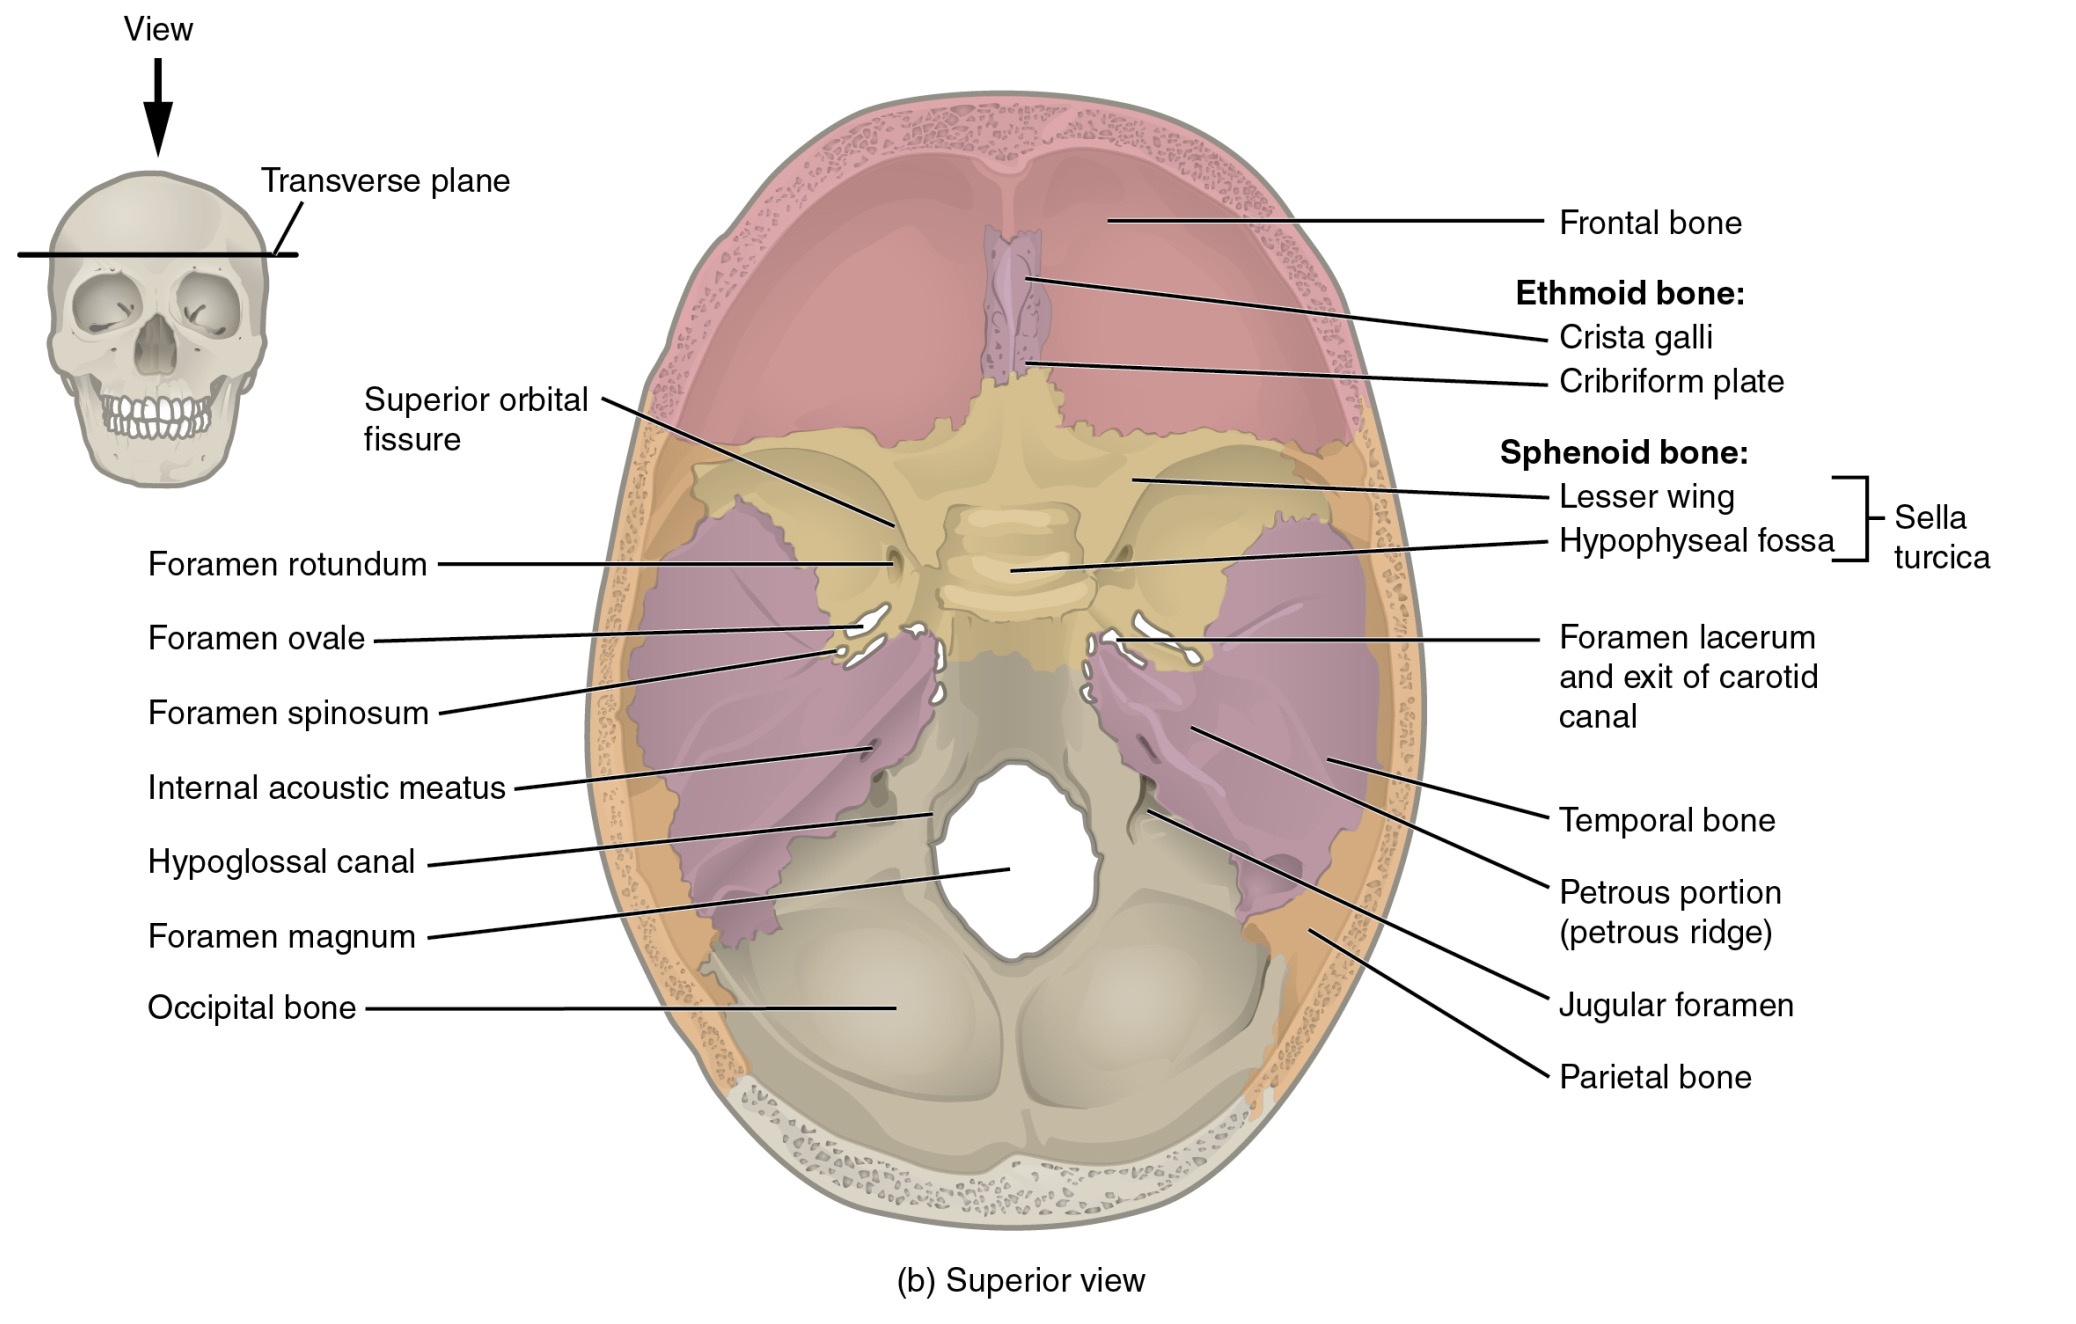 View
Transverse plane
Superior orbital
fissure
Foramen rotundum
Foramen ovale
Foramen spinosum
Internal acoustic meatus
Hypoglossal canal
Foramen magnum
Occipital bone
Frontal bone
Ethmoid bone:
Crista galli
Cribriform plate
Sphenoid bone:
Lesser wing
Hypophyseal fossa
Sella
turcica
Foramen lacerum
and exit of carotid
canal
Temporal bone
Petrous portion
(petrous ridge)
Jugular foramen
Parietal bone
(b) Superior view